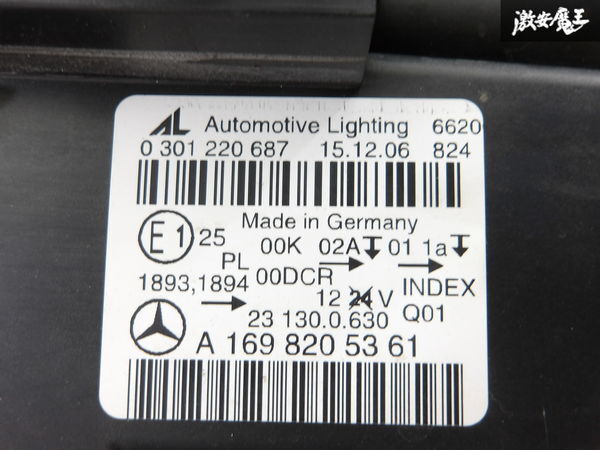 激安魔王
AL Automotive Lighting 6620
0 301 220 687 15.12.06 824
Made in Germany
E1 25 00K 02A 01 1a
PL 00DCR
1893,1894 12 24 V INDEX
23 130.0.630 Q01
A 169 820 53 61